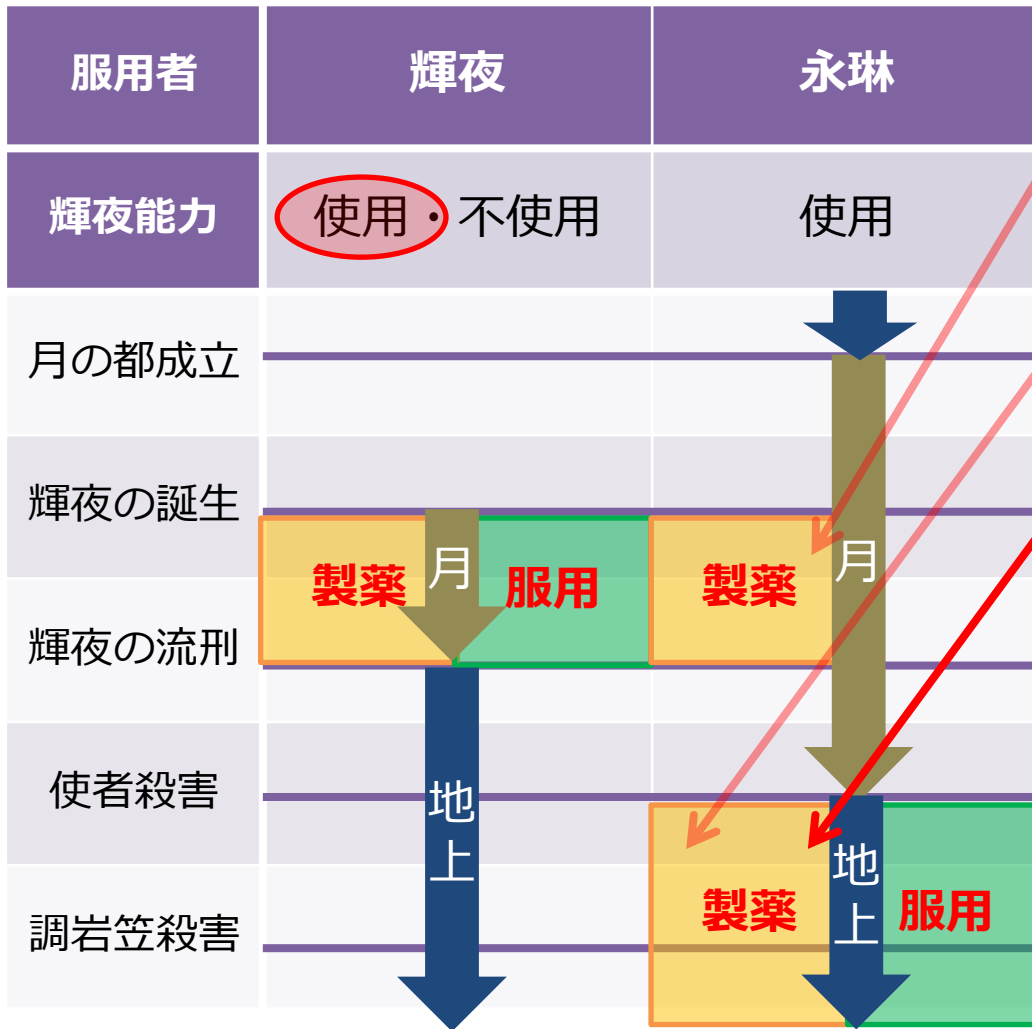 服用者 輝夜 永琳
輝夜能力 使用・不使用 使用
月の都成立
輝夜の誕生
製薬 月 服用 製薬 月
輝夜の流刑
使者殺害
地上
調岩笠殺害
製薬 地上 服用